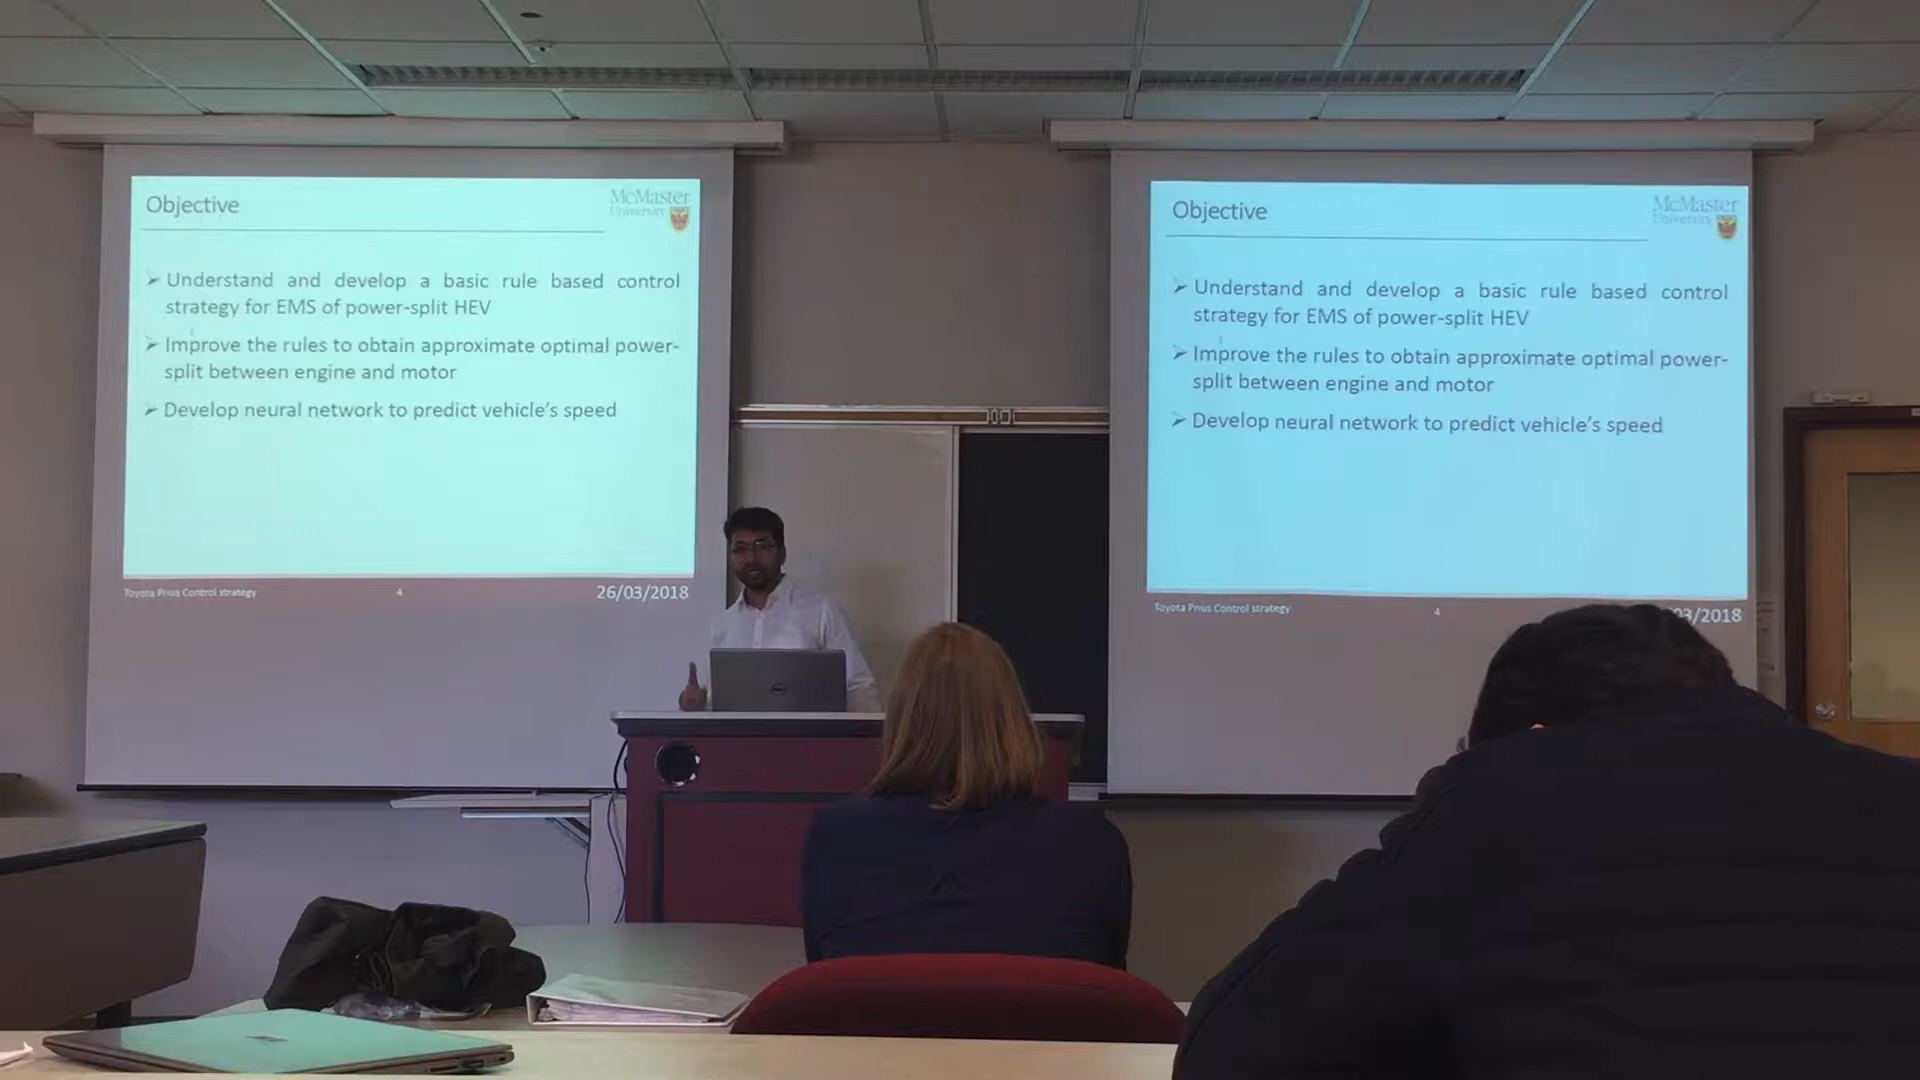 Objective
McMaster
University
➢ Understand and develop a basic rule based control
strategy for EMS of power-split HEV
➢ Improve the rules to obtain approximate optimal power-
split between engine and motor
➢ Develop neural network to predict vehicle's speed
Toyota Prius Control strategy
4
26/03/2018
Objective
McMaster
University
➢ Understand and develop a basic rule based control
strategy for EMS of power-split HEV
➢ Improve the rules to obtain approximate optimal power-
split between engine and motor
➢ Develop neural network to predict vehicle's speed
Toyota Prius Control strategy
4
03/2018
DELL